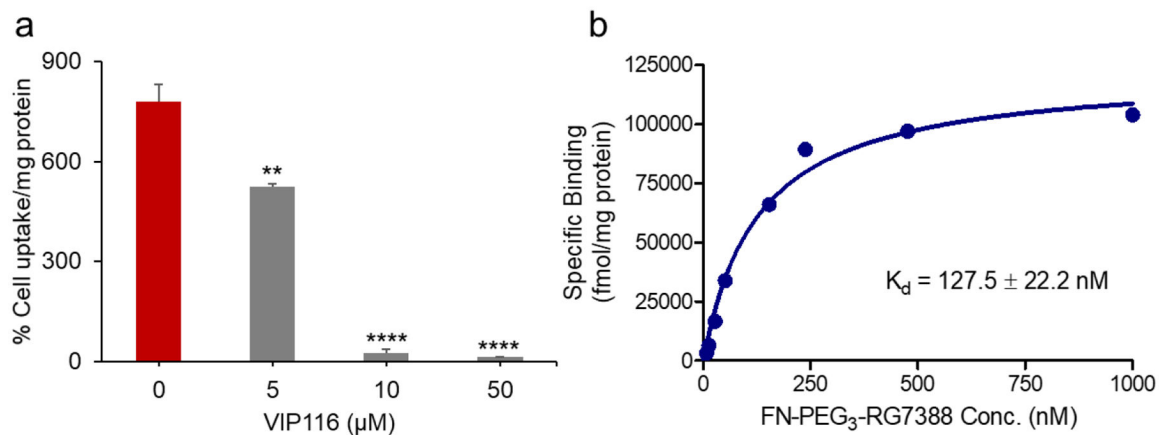 a
% Cell uptake/mg protein
900
600
300
0
**
****
****
0 5 10 50
VIP116 (µM)
b
Specific Binding
(fmol/mg protein)
125000
100000
75000
50000
25000
0
K_d = 127.5 ± 22.2 nM
0 250 500 750 1000
FN-PEG₃-RG7388 Conc. (nM)